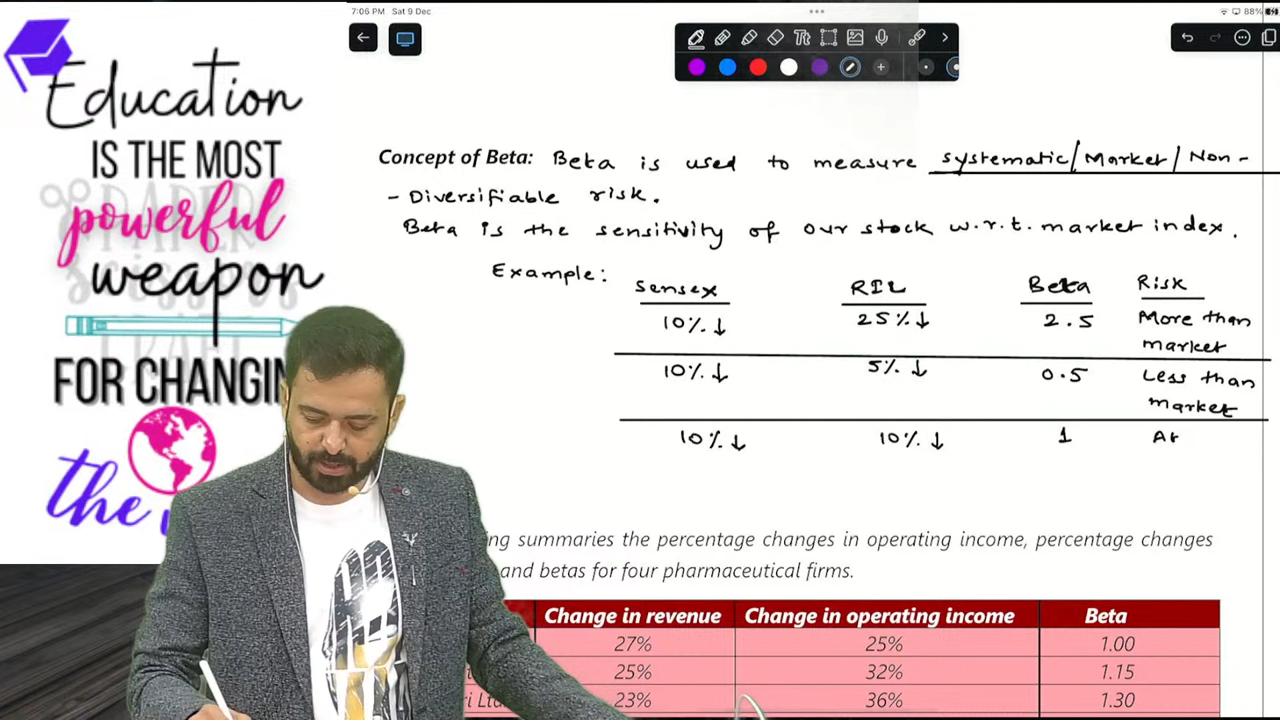 7:06 PM Sat 9 Dec
88%
Education
IS THE MOST
powerful
weapon
FOR CHANGIN
the
Concept of Beta: Beta is used to measure systematic/Market/Non-
- Diversifiable risk.
Beta is the sensitivity of our stock w.r.t. market index.
Example:
Sensex RIL Beta Risk
10%↓ 25%↓ 2.5 More than
market
10%↓ 5%↓ 0.5 Less than
market
10%↓ 10%↓ 1 At
summaries the percentage changes in operating income, percentage changes
and betas for four pharmaceutical firms.
Change in revenue Change in operating income Beta
27% 25% 1.00
25% 32% 1.15
23% 36% 1.30